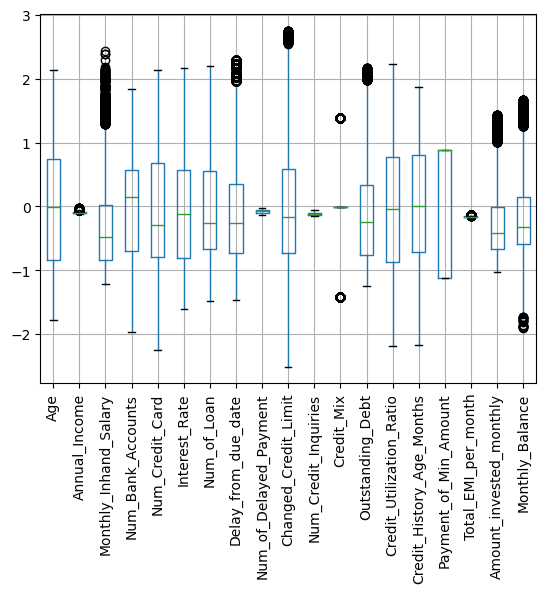 3
2
1
0
−1
−2
Age
Annual_Income
Monthly_Inhand_Salary
Num_Bank_Accounts
Num_Credit_Card
Interest_Rate
Num_of_Loan
Delay_from_due_date
Num_of_Delayed_Payment
Changed_Credit_Limit
Num_Credit_Inquiries
Credit_Mix
Outstanding_Debt
Credit_Utilization_Ratio
Credit_History_Age_Months
Payment_of_Min_Amount
Total_EMI_per_month
Amount_invested_monthly
Monthly_Balance